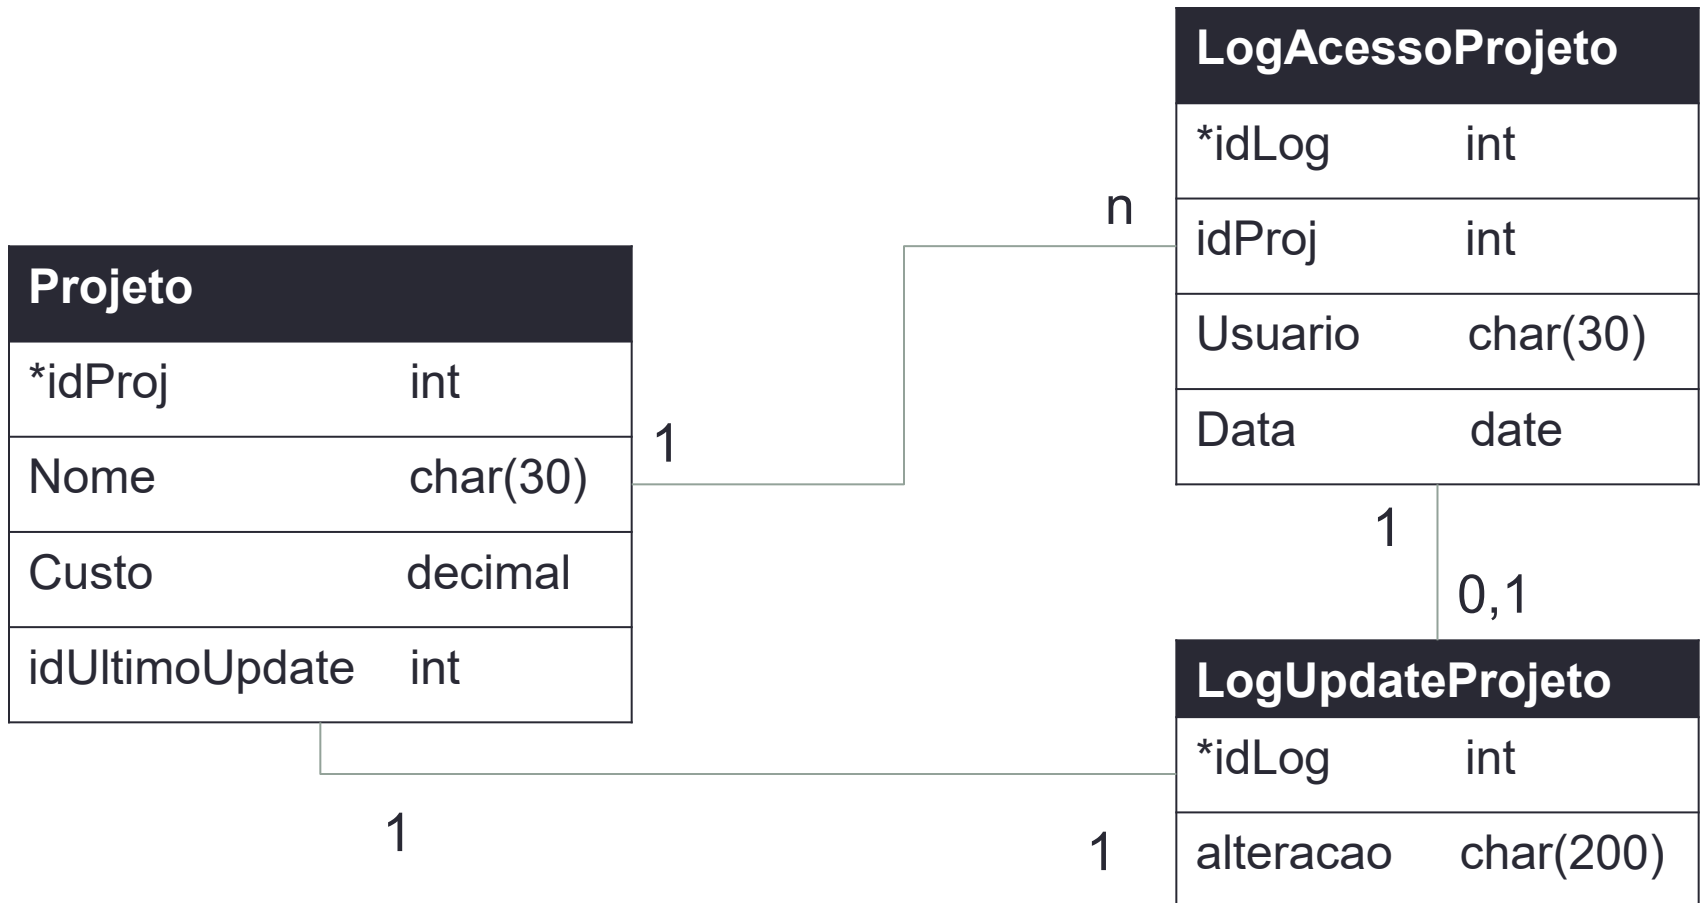 LogAcessoProjeto
*idLog int
idProj int
Usuario char(30)
Data date
n
Projeto
*idProj int
Nome char(30)
Custo decimal
idUltimoUpdate int
1
1
0,1
LogUpdateProjeto
*idLog int
alteracao char(200)
1
1